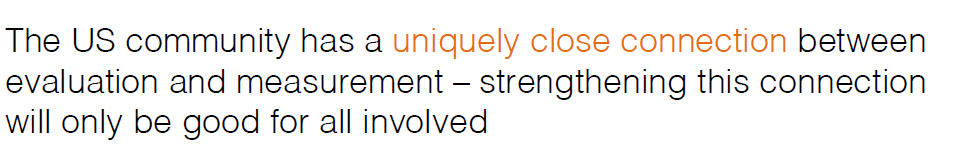 The US community has a uniquely close connection between
evaluation and measurement – strengthening this connection
will only be good for all involved